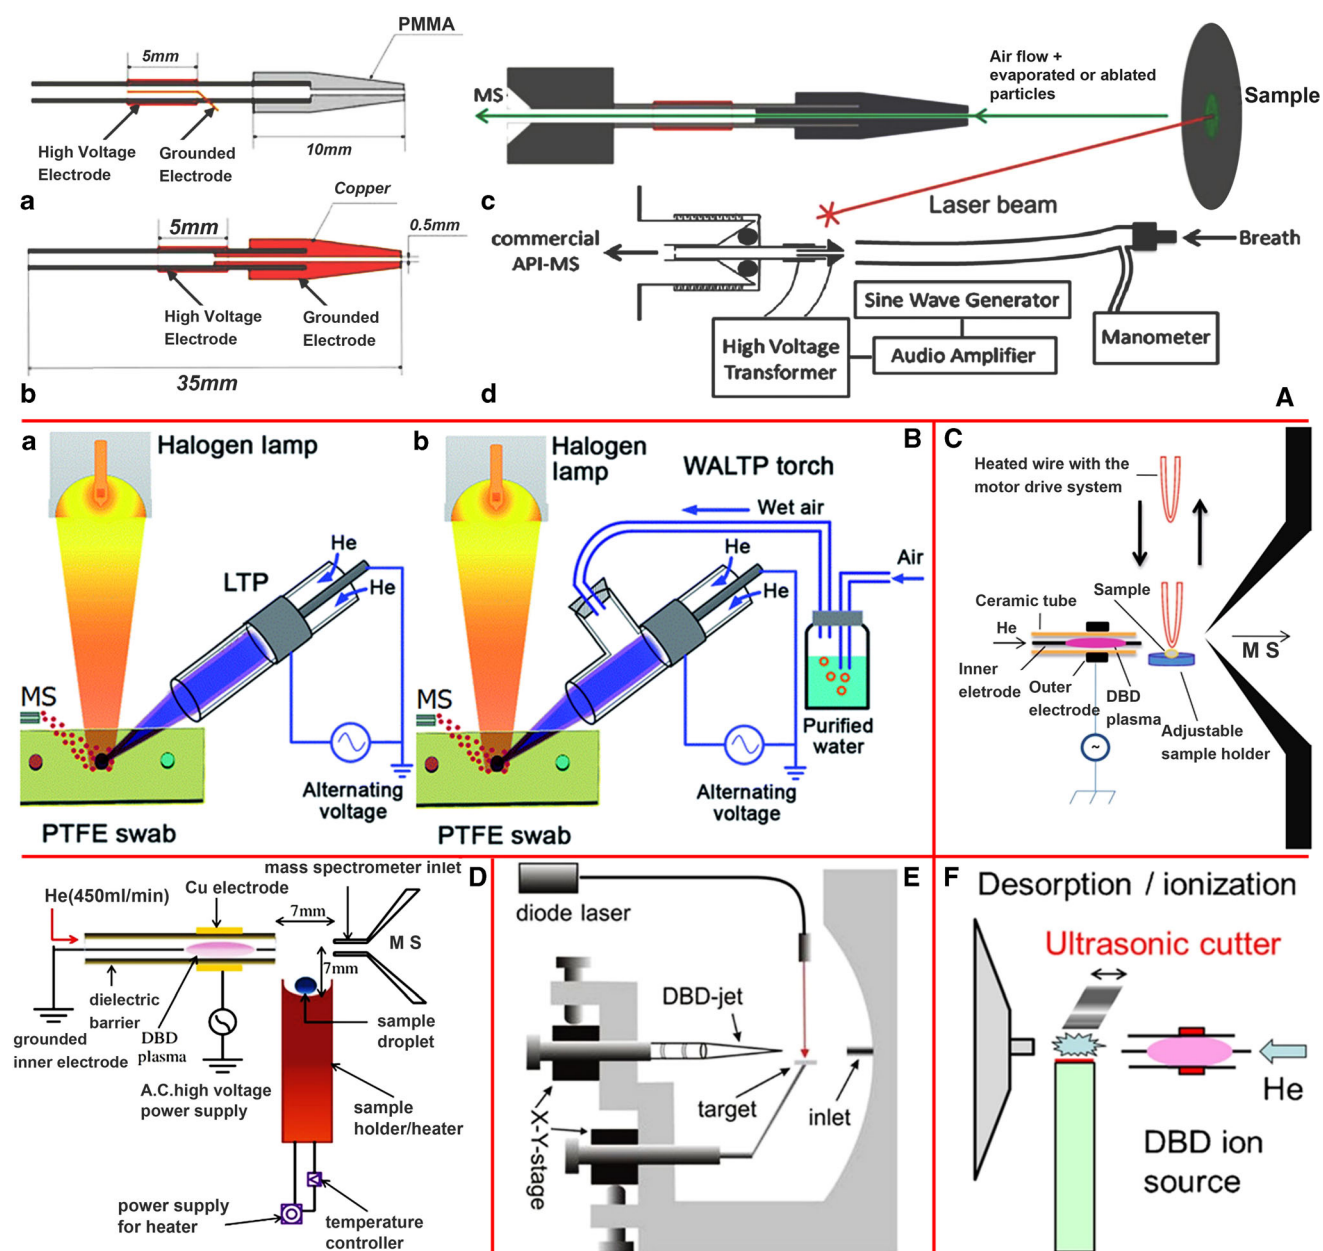 PMMA
5mm
High Voltage
Electrode
Grounded
Electrode
10mm
a
Copper
5mm
0.5mm
High Voltage
Electrode
Grounded
Electrode
35mm
b
MS
Air flow +
evaporated or ablated
particles
Sample
Laser beam
c
commercial
API-MS
Breath
Sine Wave Generator
High Voltage
Transformer
Audio Amplifier
Manometer
d
A
a
Halogen lamp
He
He
LTP
MS
Alternating
voltage
PTFE swab
b
Halogen
lamp
B
WALTP torch
Wet air
Air
He
He
MS
Purified
water
Alternating
voltage
PTFE swab
C
Heated wire with the
motor drive system
Ceramic tube
Sample
He
M S
Inner
eletrode
Outer
electrode
DBD
plasma
Adjustable
sample holder
~
mass spectrometer inlet
D
He(450ml/min)
Cu electrode
7mm
M S
7mm
dielectric
barrier
grounded
inner electrode
DBD
plasma
sample
droplet
A.C.high voltage
power supply
sample
holder/heater
power supply
for heater
temperature
controller
E
diode laser
DBD-jet
target
inlet
X-Y-stage
F
Desorption / ionization
Ultrasonic cutter
He
DBD ion
source